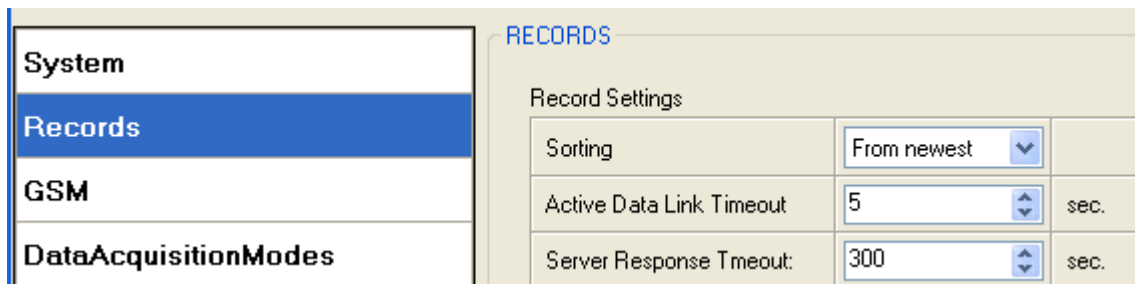 System
Records
GSM
DataAcquisitionModes
RECORDS
Record Settings
Sorting From newest
Active Data Link Timeout 5 sec.
Server Response Tmeout: 300 sec.